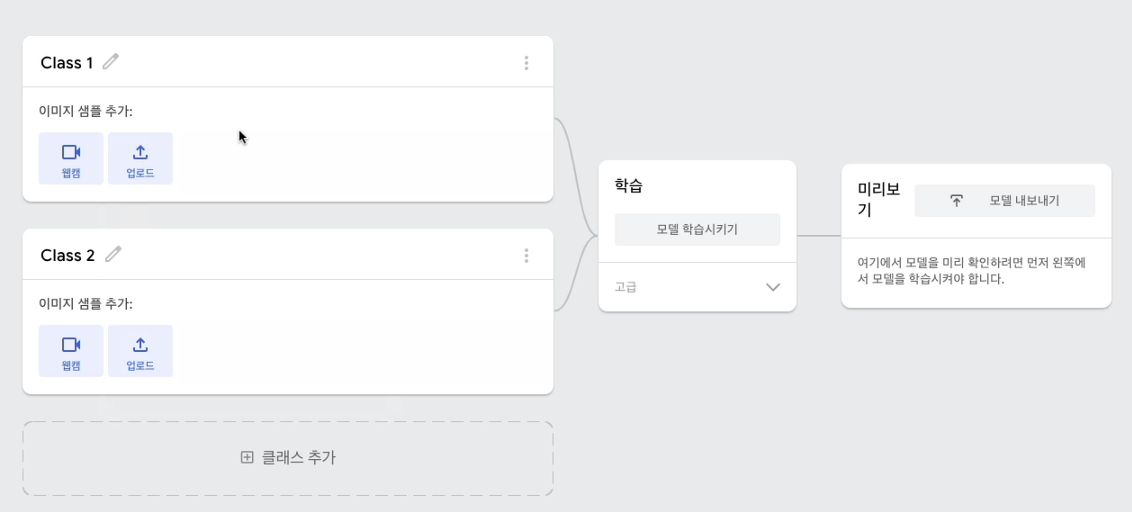 Class 1
이미지 샘플 추가:
웹캠
업로드
Class 2
이미지 샘플 추가:
웹캠
업로드
클래스 추가
학습
모델 학습시키기
고급
미리보
기
모델 내보내기
여기에서 모델을 미리 확인하려면 먼저 왼쪽에
서 모델을 학습시켜야 합니다.